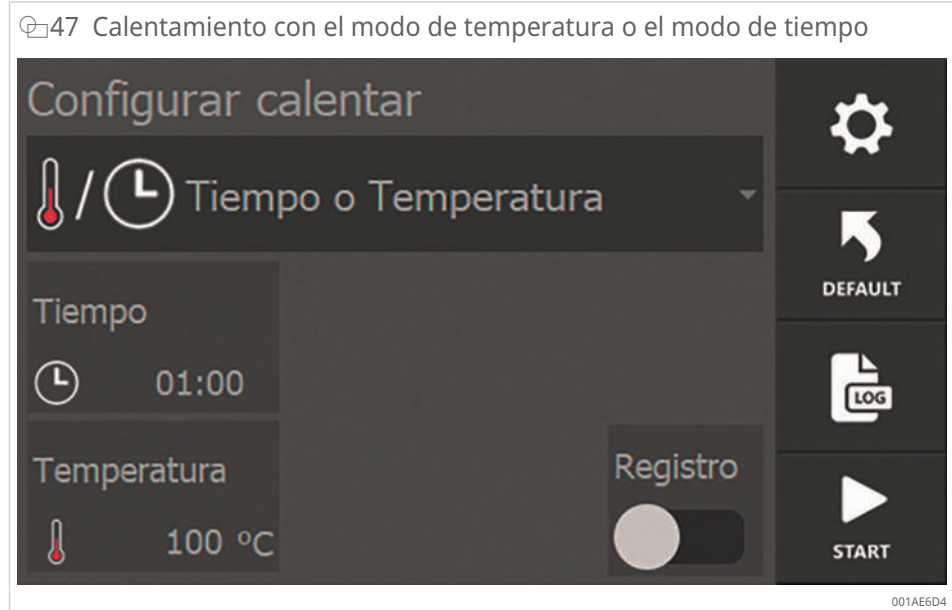 47 Calentamiento con el modo de temperatura o el modo de tiempo
Configurar calentar
/ Tiempo o Temperatura
DEFAULT
Tiempo
01:00
LOG
Temperatura
Registro
100 °C
START
001AE6D4